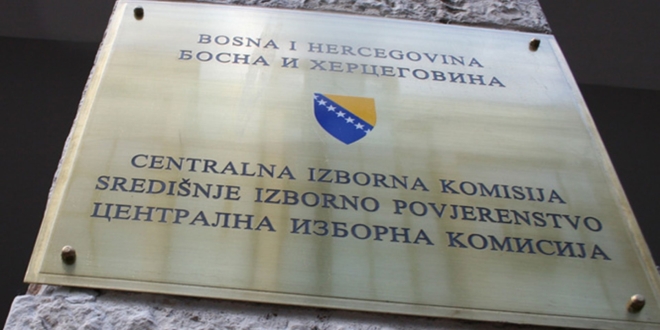 BOSNA I HERCEGOVINA
БОСНА И ХЕРЦЕГОВИНА
CENTRALNA IZBORNA KOMISIJA
SREDIŠNJE IZBORNO POVJERENSTVO
ЦЕНТРАЛНА ИЗБОРНА КОМИСИЈА